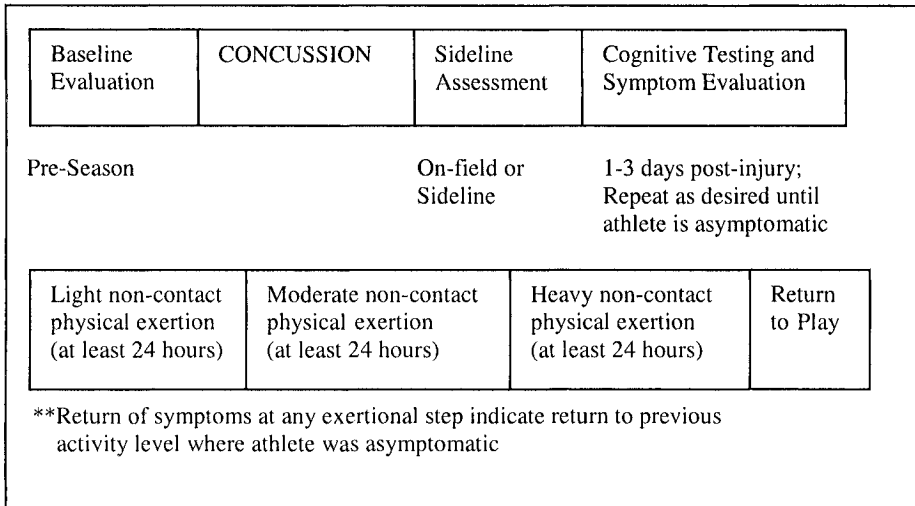 Baseline
Evaluation
CONCUSSION
Sideline
Assessment
Cognitive Testing and
Symptom Evaluation
Pre-Season
On-field or
Sideline
1-3 days post-injury;
Repeat as desired until
athlete is asymptomatic
Light non-contact
physical exertion
(at least 24 hours)
Moderate non-contact
physical exertion
(at least 24 hours)
Heavy non-contact
physical exertion
(at least 24 hours)
Return
to Play
**Return of symptoms at any exertional step indicate return to previous
activity level where athlete was asymptomatic